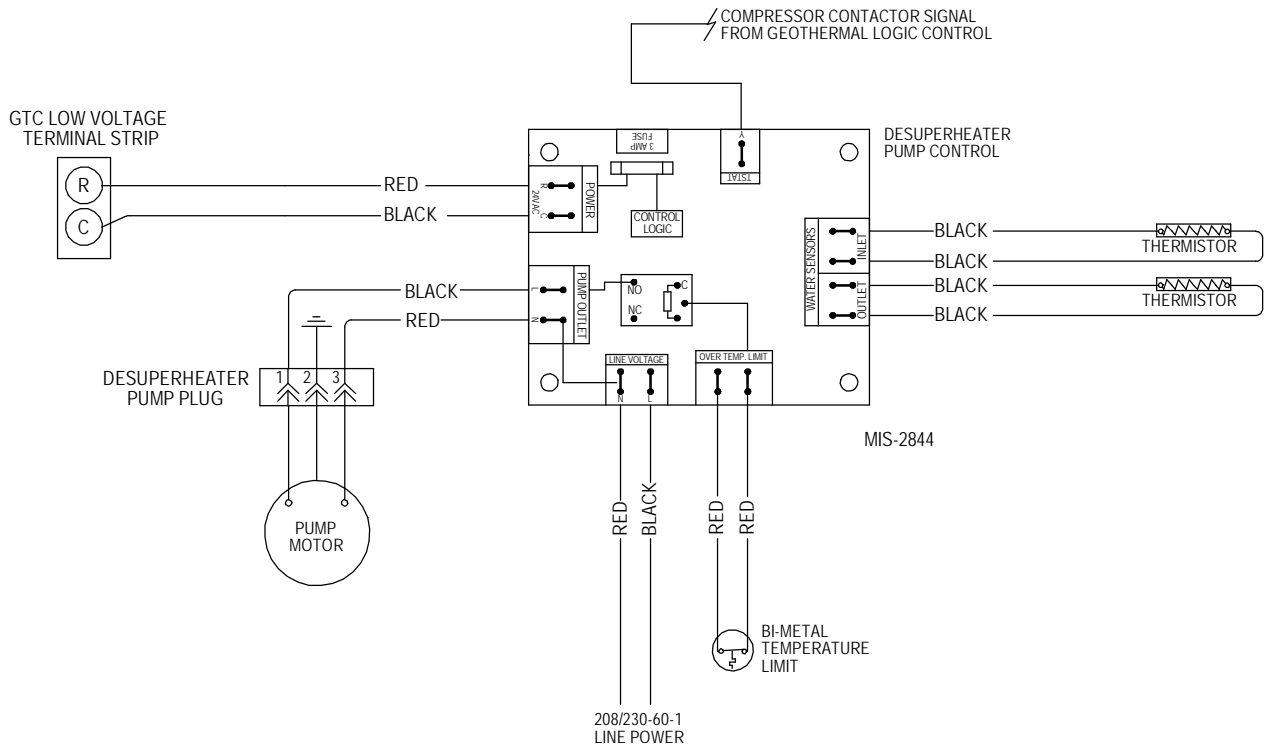 COMPRESSOR CONTACTOR SIGNAL
FROM GEOTHERMAL LOGIC CONTROL
GTC LOW VOLTAGE
TERMINAL STRIP
R
C
RED
BLACK
3 AMP
FUSE
Y
TSTAT
DESUPERHEATER
PUMP CONTROL
R
C
24VAC
POWER
CONTROL
LOGIC
WATER SENSORS
INLET
OUTLET
BLACK
THERMISTOR
BLACK
BLACK
THERMISTOR
BLACK
BLACK
RED
L
N
PUMP OUTLET
NO
NC
C
LINE VOLTAGE
N
L
OVER TEMP. LIMIT
DESUPERHEATER
PUMP PLUG
1
2
3
MIS-2844
PUMP
MOTOR
RED
BLACK
RED
RED
BI-METAL
TEMPERATURE
LIMIT
208/230-60-1
LINE POWER